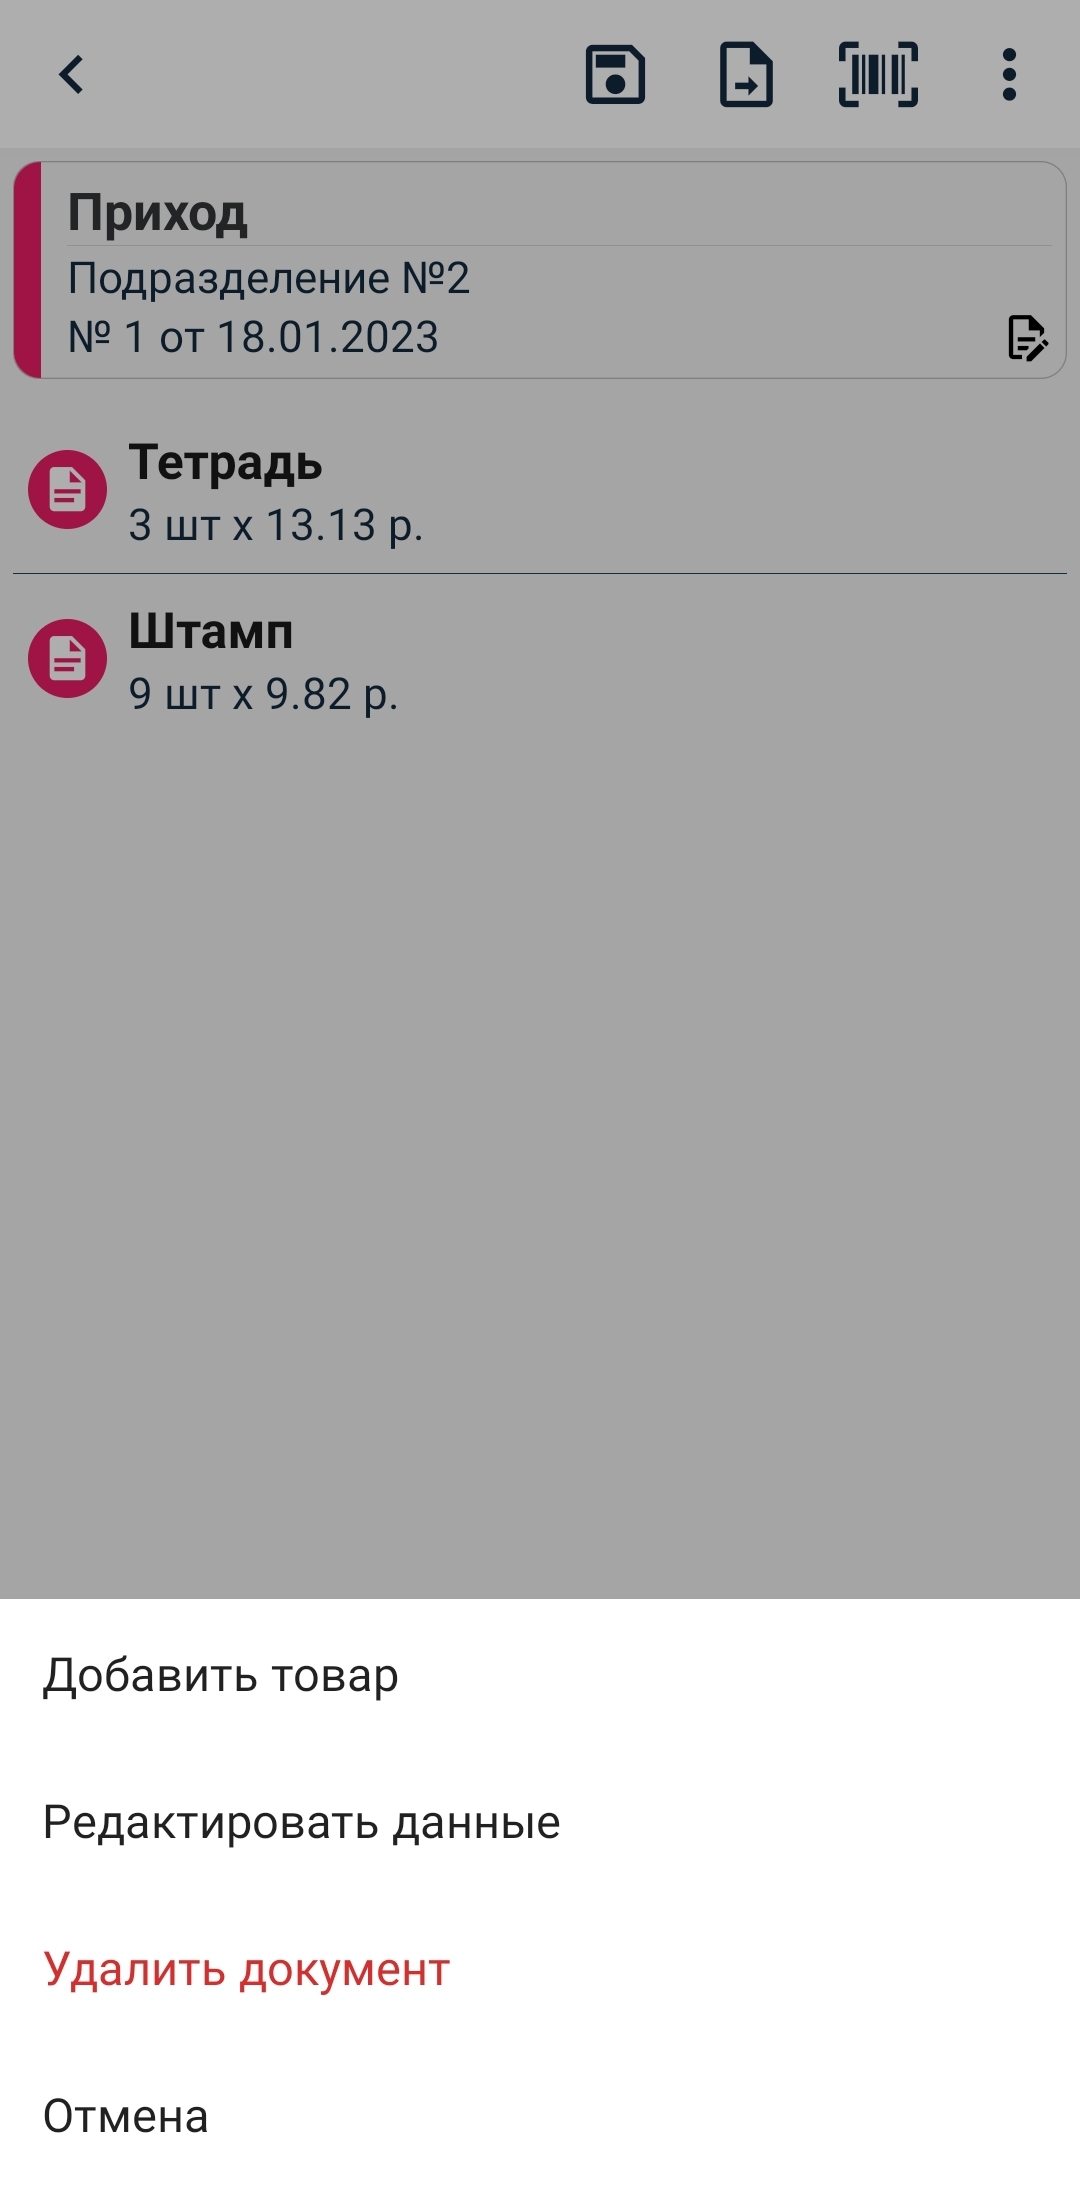 Приход
Подразделение №2
№ 1 от 18.01.2023
Тетрадь
3 шт x 13.13 р.
Штамп
9 шт x 9.82 р.
Добавить товар
Редактировать данные
Удалить документ
Отмена